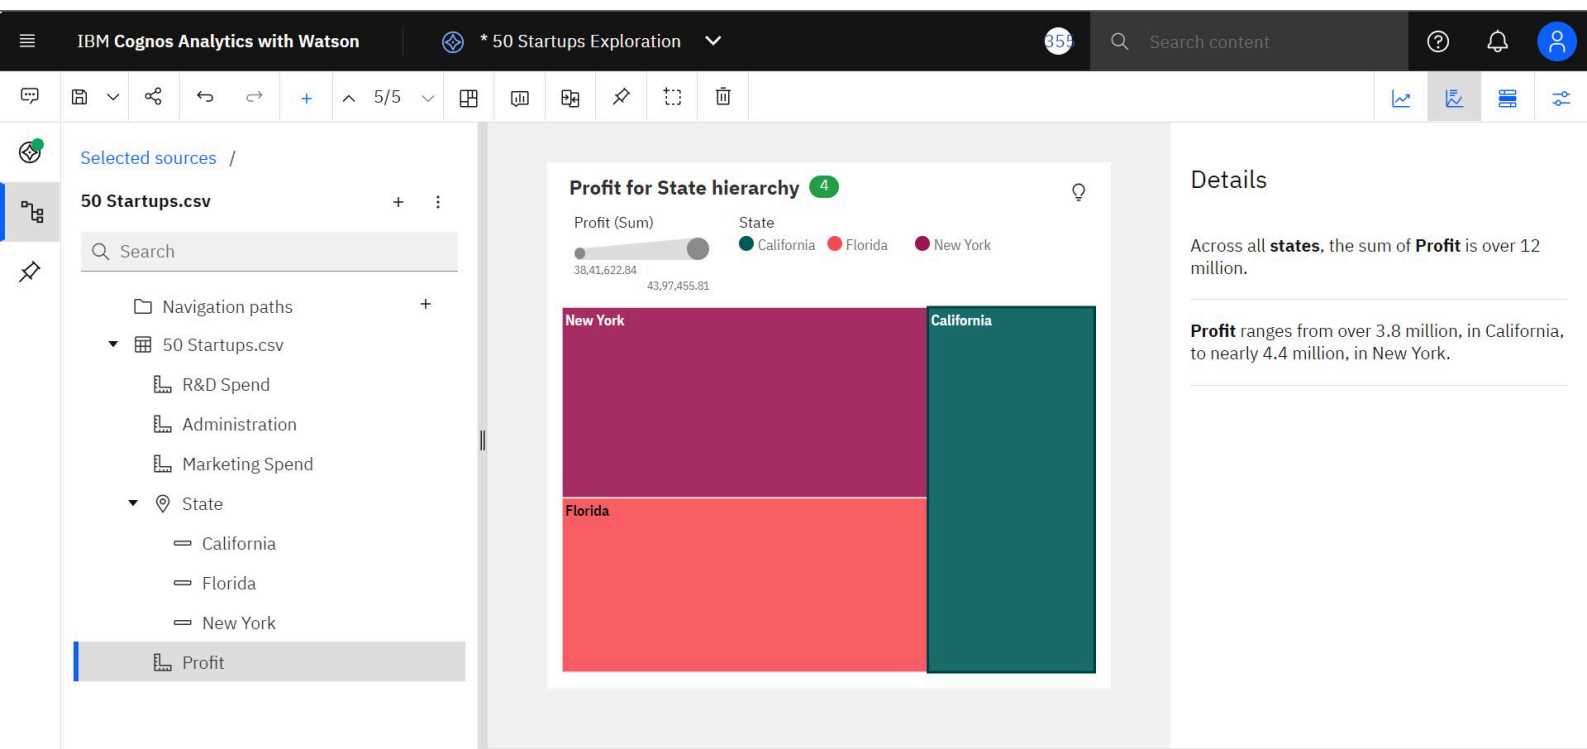 IBM Cognos Analytics with Watson
* 50 Startups Exploration
355
Search content
5/5
Selected sources /
50 Startups.csv
Search
Navigation paths
50 Startups.csv
R&D Spend
Administration
Marketing Spend
State
California
Florida
New York
Profit
Profit for State hierarchy 4
Profit (Sum)
38,41,622.84
43,97,455.81
State
California Florida New York
New York
California
Florida
Details
Across all states, the sum of Profit is over 12
million.
Profit ranges from over 3.8 million, in California,
to nearly 4.4 million, in New York.